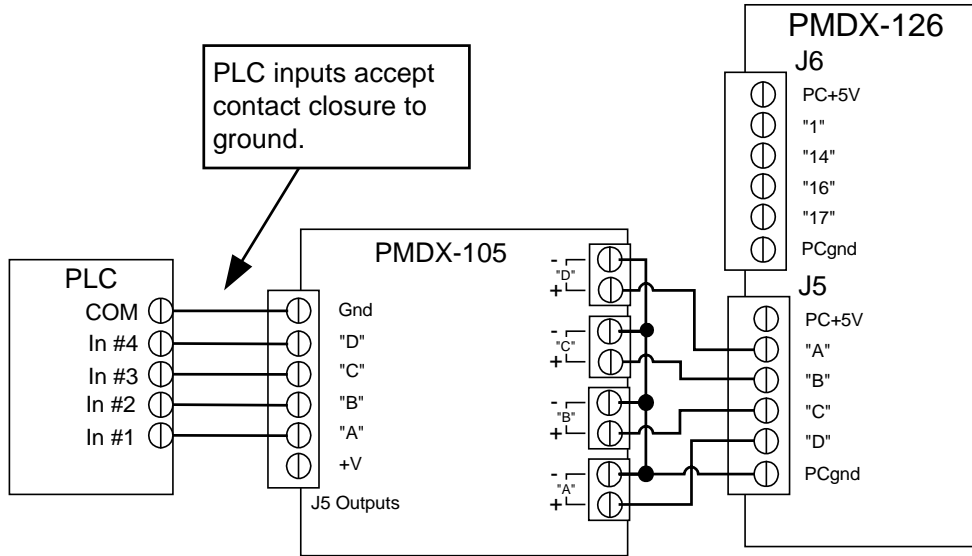 PLC inputs accept
contact closure to
ground.
PLC
COM
In #4
In #3
In #2
In #1
PMDX-105
Gnd
"D"
"C"
"B"
"A"
+V
J5 Outputs
-
"D"
+
-
"C"
+
-
"B"
+
-
"A"
+
PMDX-126
J6
PC+5V
"1"
"14"
"16"
"17"
PCgnd
J5
PC+5V
"A"
"B"
"C"
"D"
PCgnd